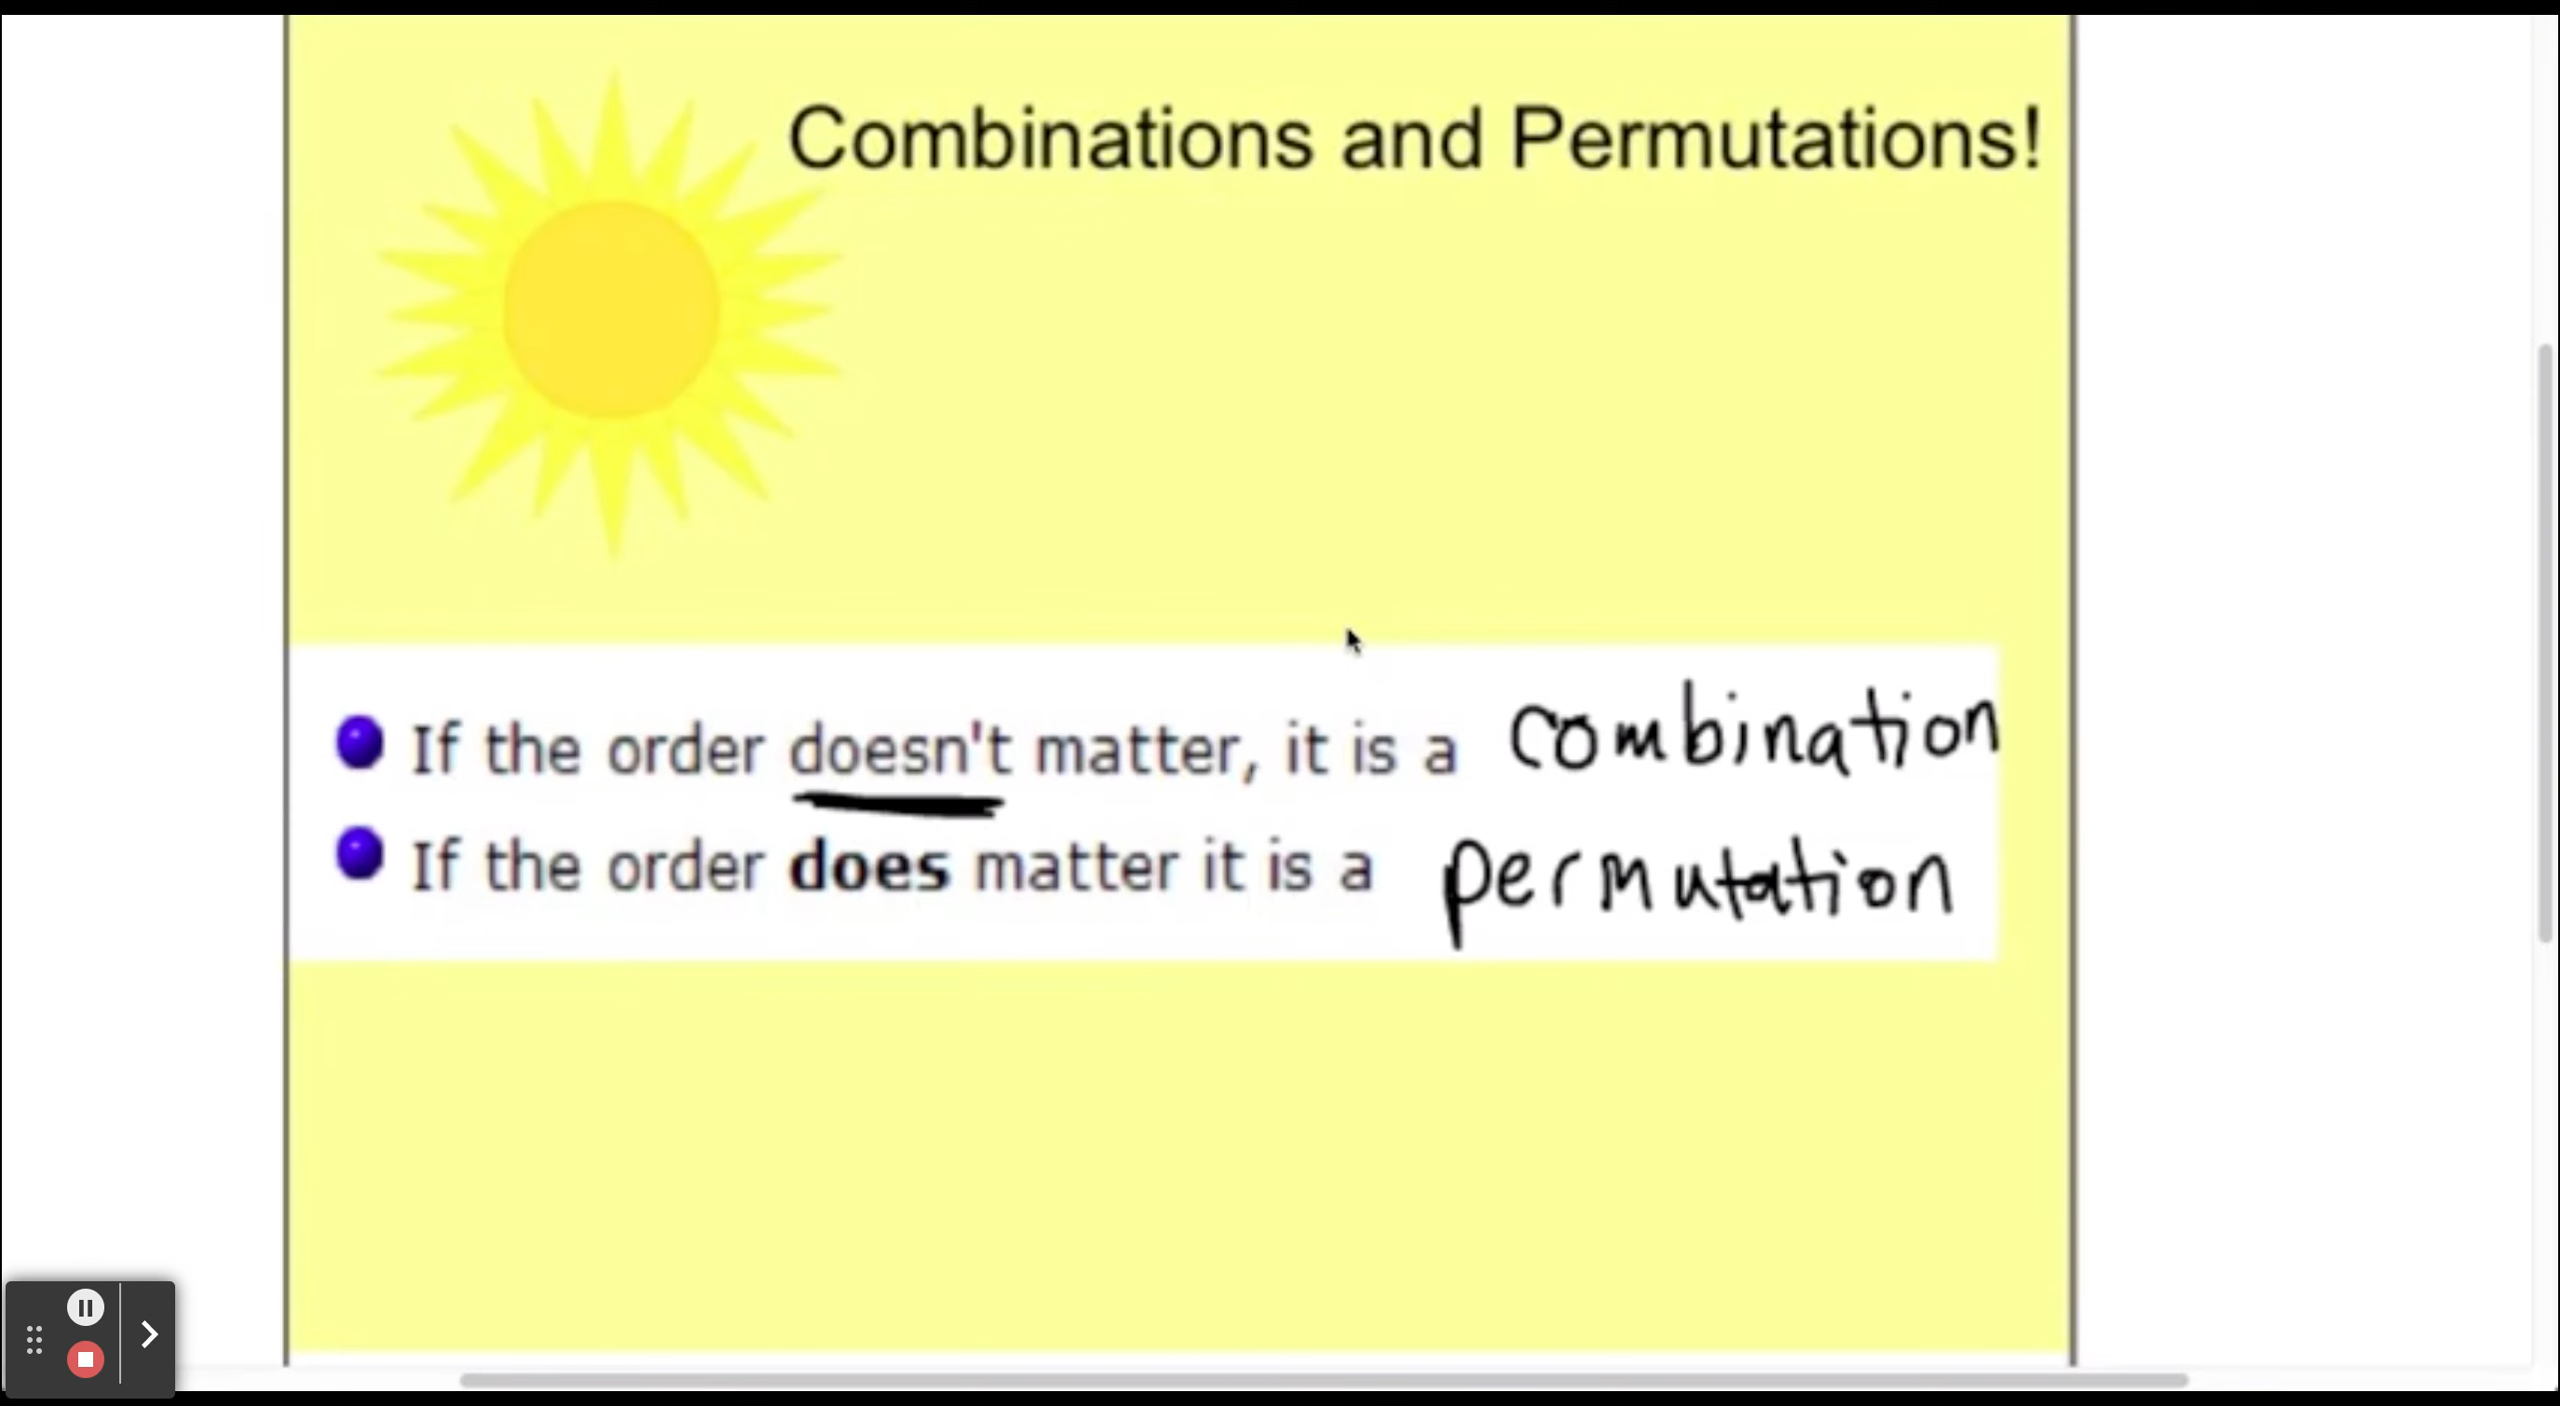 Combinations and Permutations!
If the order doesn't matter, it is a combination
If the order does matter it is a permutation